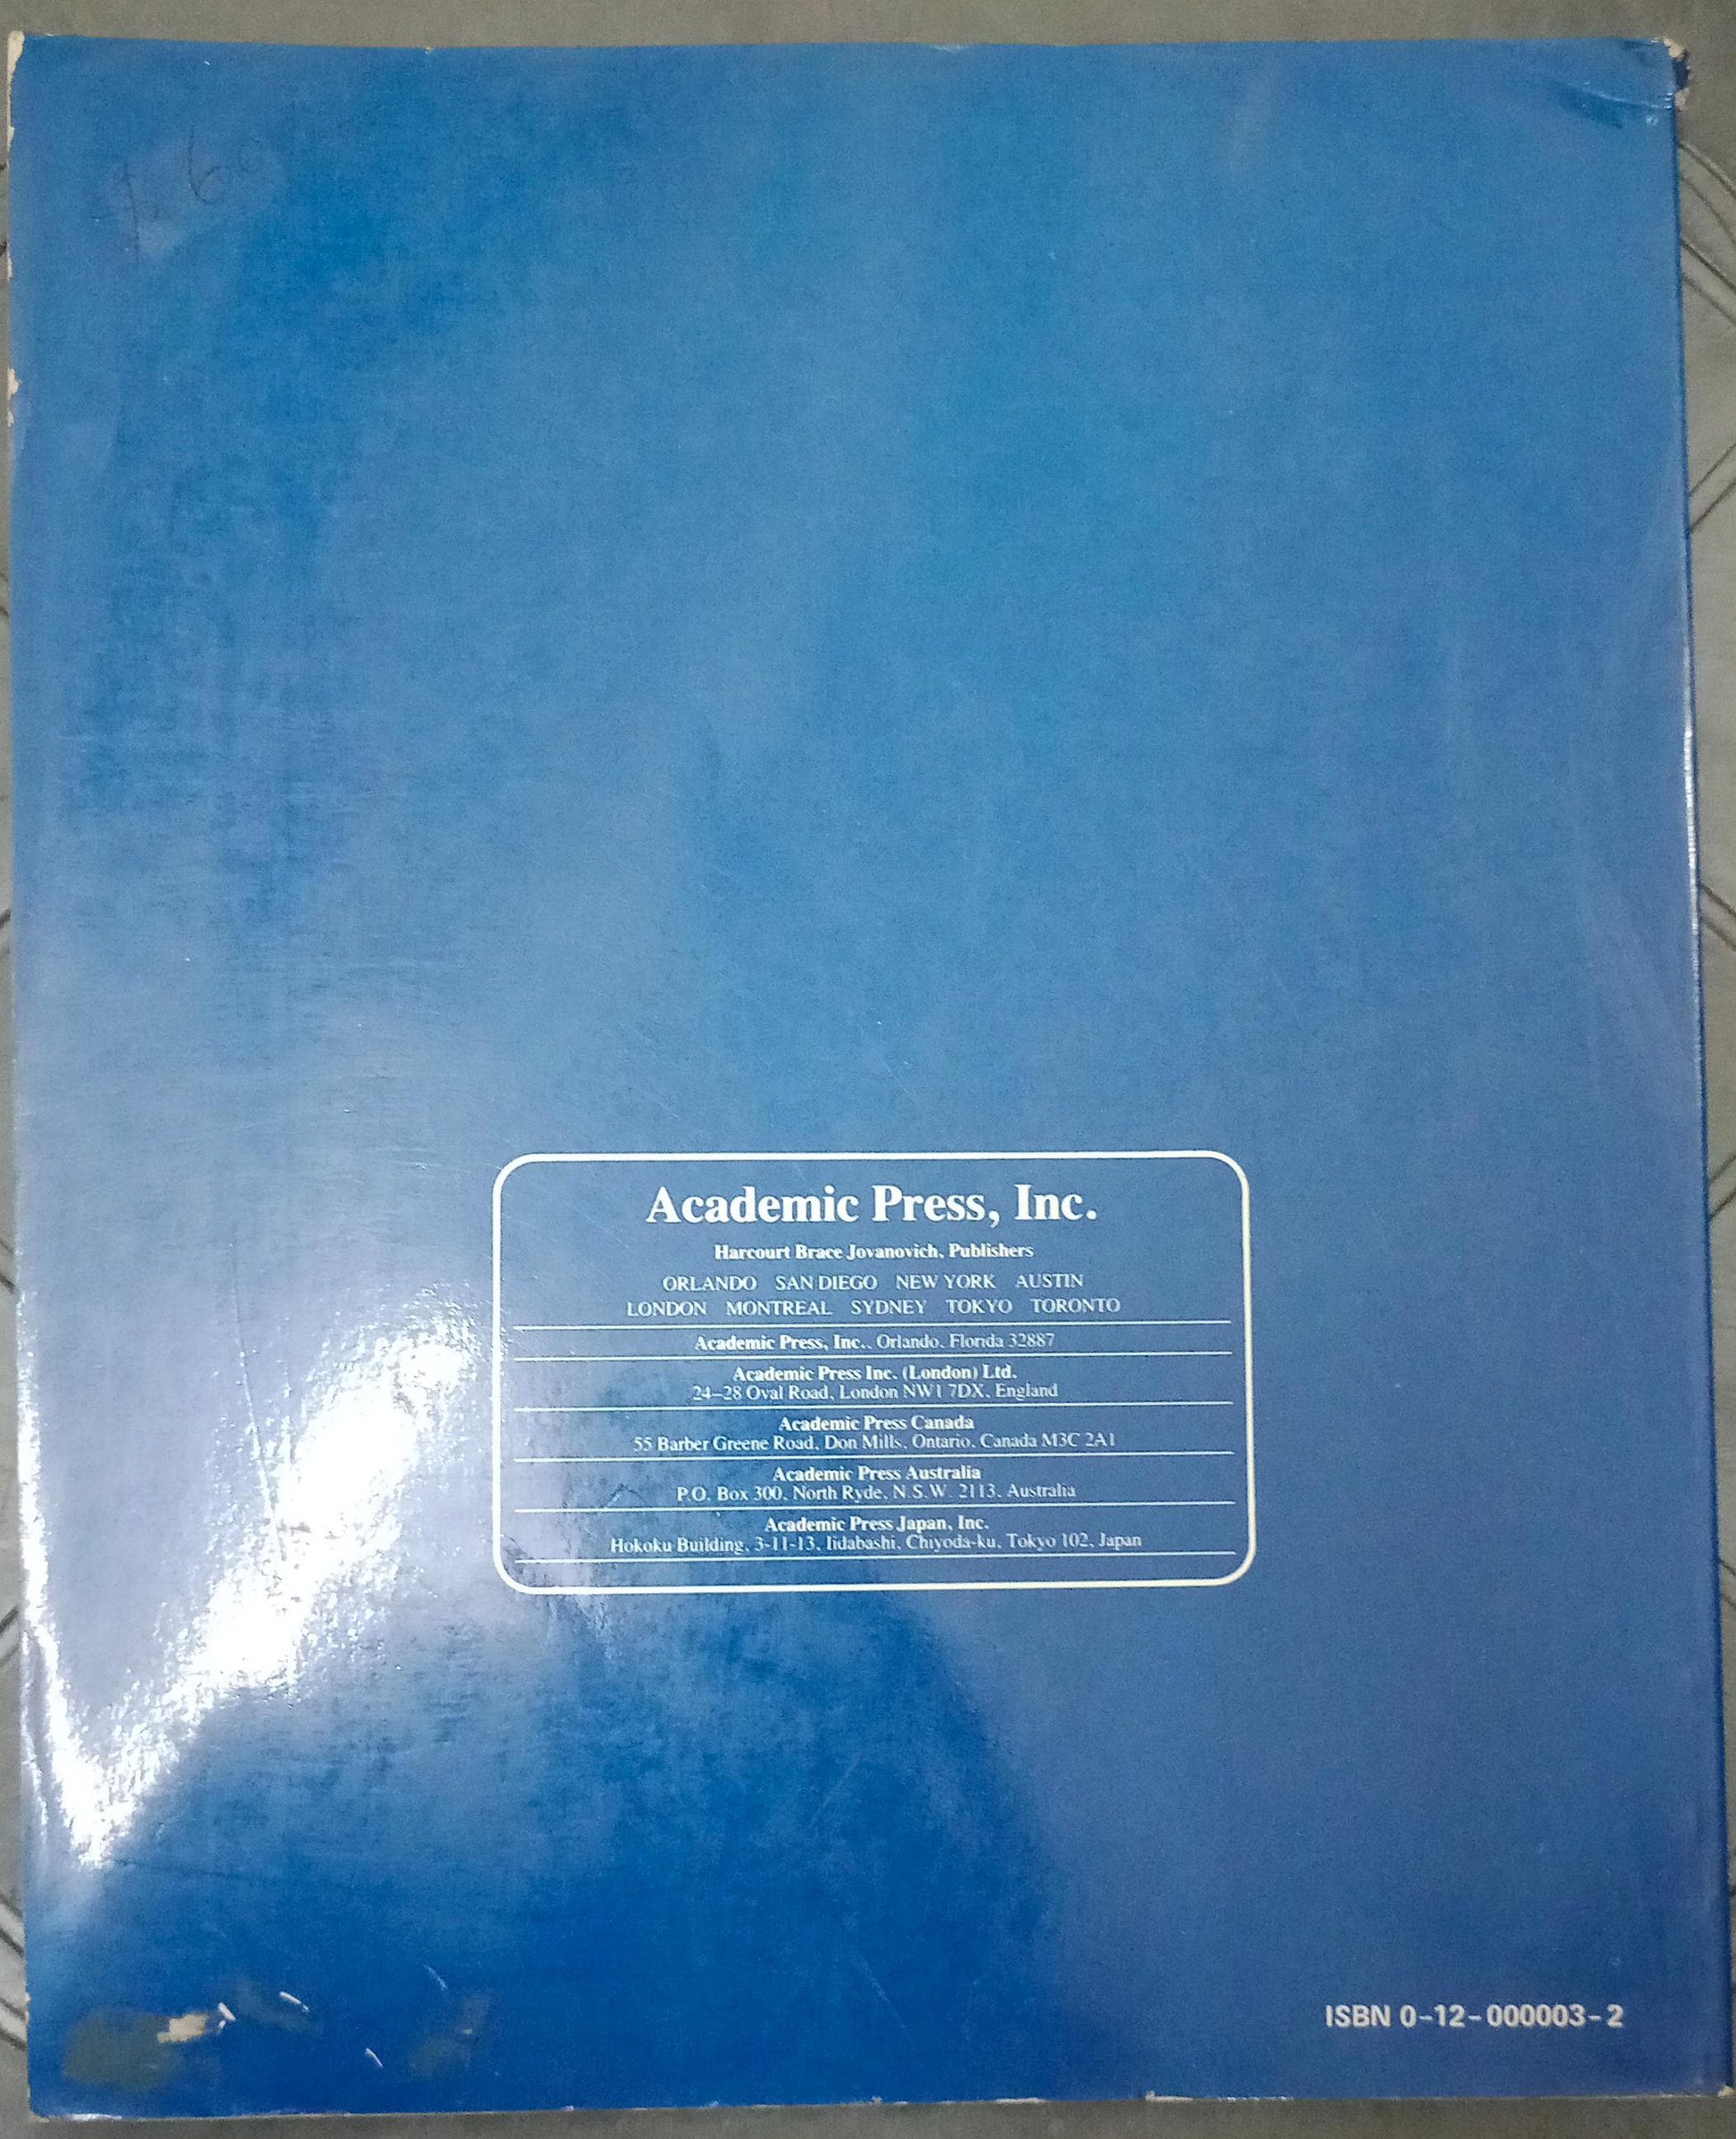 Academic Press, Inc.
Harcourt Brace Jovanovich, Publishers
ORLANDO SAN DIEGO NEW YORK AUSTIN
LONDON MONTREAL SYDNEY TOKYO TORONTO
Academic Press, Inc., Orlando, Florida 32887
Academic Press Inc. (London) Ltd.
24–28 Oval Road, London NW1 7DX, England
Academic Press Canada
55 Barber Greene Road, Don Mills, Ontario, Canada M3C 2A1
Academic Press Australia
P.O. Box 300, North Ryde, N.S.W. 2113, Australia
Academic Press Japan, Inc.
Hokoku Building, 3-11-13, Iidabashi, Chiyoda-ku, Tokyo 102, Japan
ISBN 0-12-000003-2